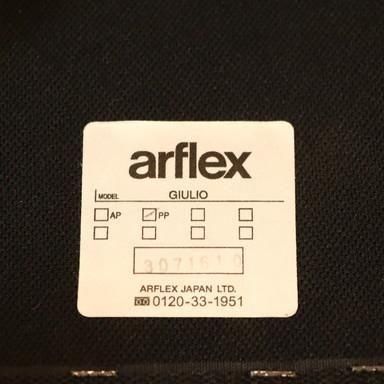 arflex
MODEL GIULIO
AP PP
3071610
ARFLEX JAPAN LTD.
0120-33-1951